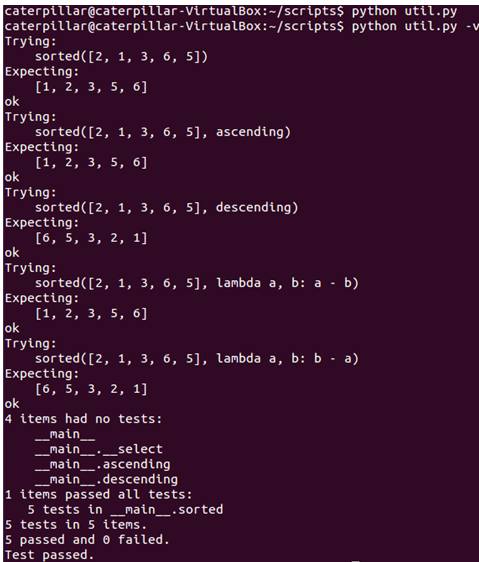 caterpillar@caterpillar-VirtualBox:~/scripts$ python util.py
caterpillar@caterpillar-VirtualBox:~/scripts$ python util.py -v
Trying:
    sorted([2, 1, 3, 6, 5])
Expecting:
    [1, 2, 3, 5, 6]
ok
Trying:
    sorted([2, 1, 3, 6, 5], ascending)
Expecting:
    [1, 2, 3, 5, 6]
ok
Trying:
    sorted([2, 1, 3, 6, 5], descending)
Expecting:
    [6, 5, 3, 2, 1]
ok
Trying:
    sorted([2, 1, 3, 6, 5], lambda a, b: a - b)
Expecting:
    [1, 2, 3, 5, 6]
ok
Trying:
    sorted([2, 1, 3, 6, 5], lambda a, b: b - a)
Expecting:
    [6, 5, 3, 2, 1]
ok
4 items had no tests:
    __main__
    __main__.__select
    __main__.ascending
    __main__.descending
1 items passed all tests:
   5 tests in __main__.sorted
5 tests in 5 items.
5 passed and 0 failed.
Test passed.